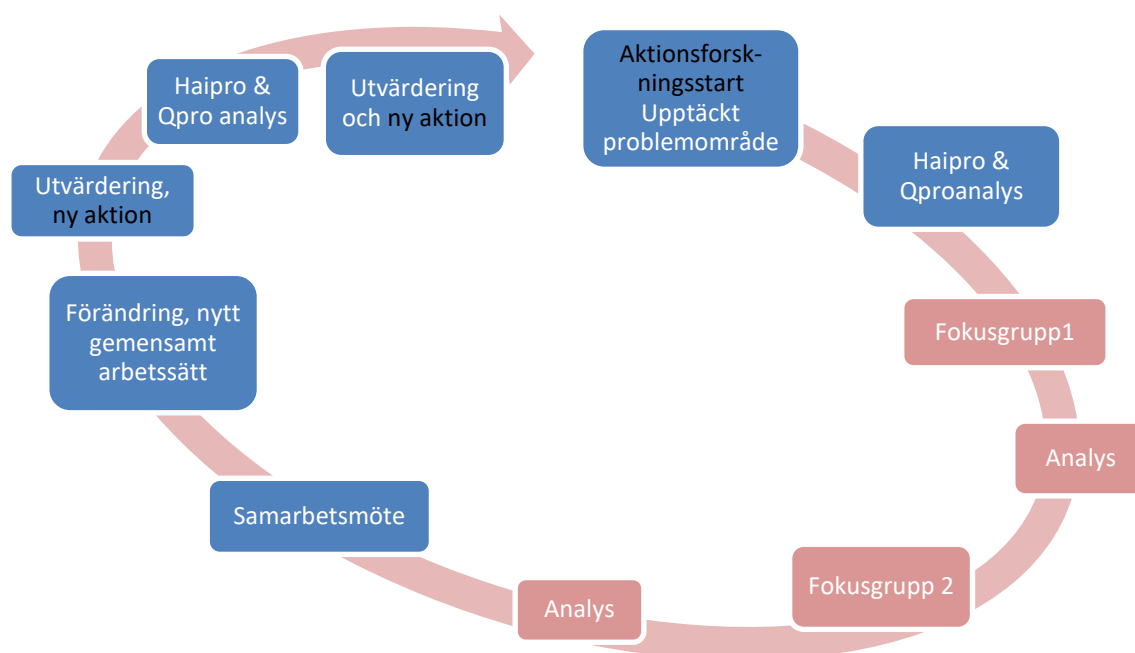 Aktionsforsk-
ningsstart
Upptäckt
problemområde
Haipro &
Qproanalys
Fokusgrupp1
Analys
Fokusgrupp 2
Analys
Samarbetsmöte
Förändring, nytt
gemensamt
arbetssätt
Utvärdering,
ny aktion
Haipro &
Qpro analys
Utvärdering
och ny aktion